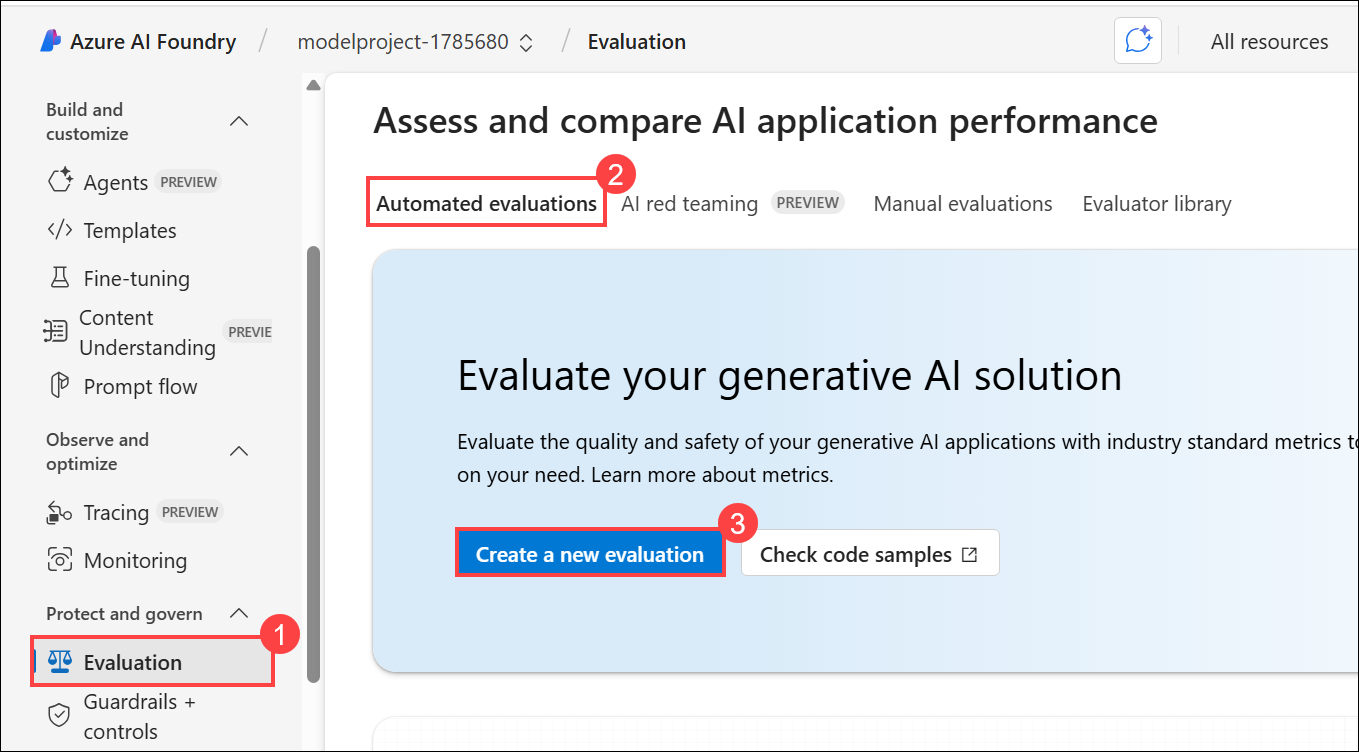 Azure AI Foundry / modelproject-1785680 / Evaluation
All resources
Build and
customize
Agents PREVIEW
Templates
Fine-tuning
Content
Understanding
PREVIE
Prompt flow
Observe and
optimize
Tracing PREVIEW
Monitoring
Protect and govern
1
Evaluation
Guardrails +
controls
Assess and compare AI application performance
2
Automated evaluations AI red teaming PREVIEW Manual evaluations Evaluator library
Evaluate your generative AI solution
Evaluate the quality and safety of your generative AI applications with industry standard metrics to
on your need. Learn more about metrics.
3
Create a new evaluation Check code samples